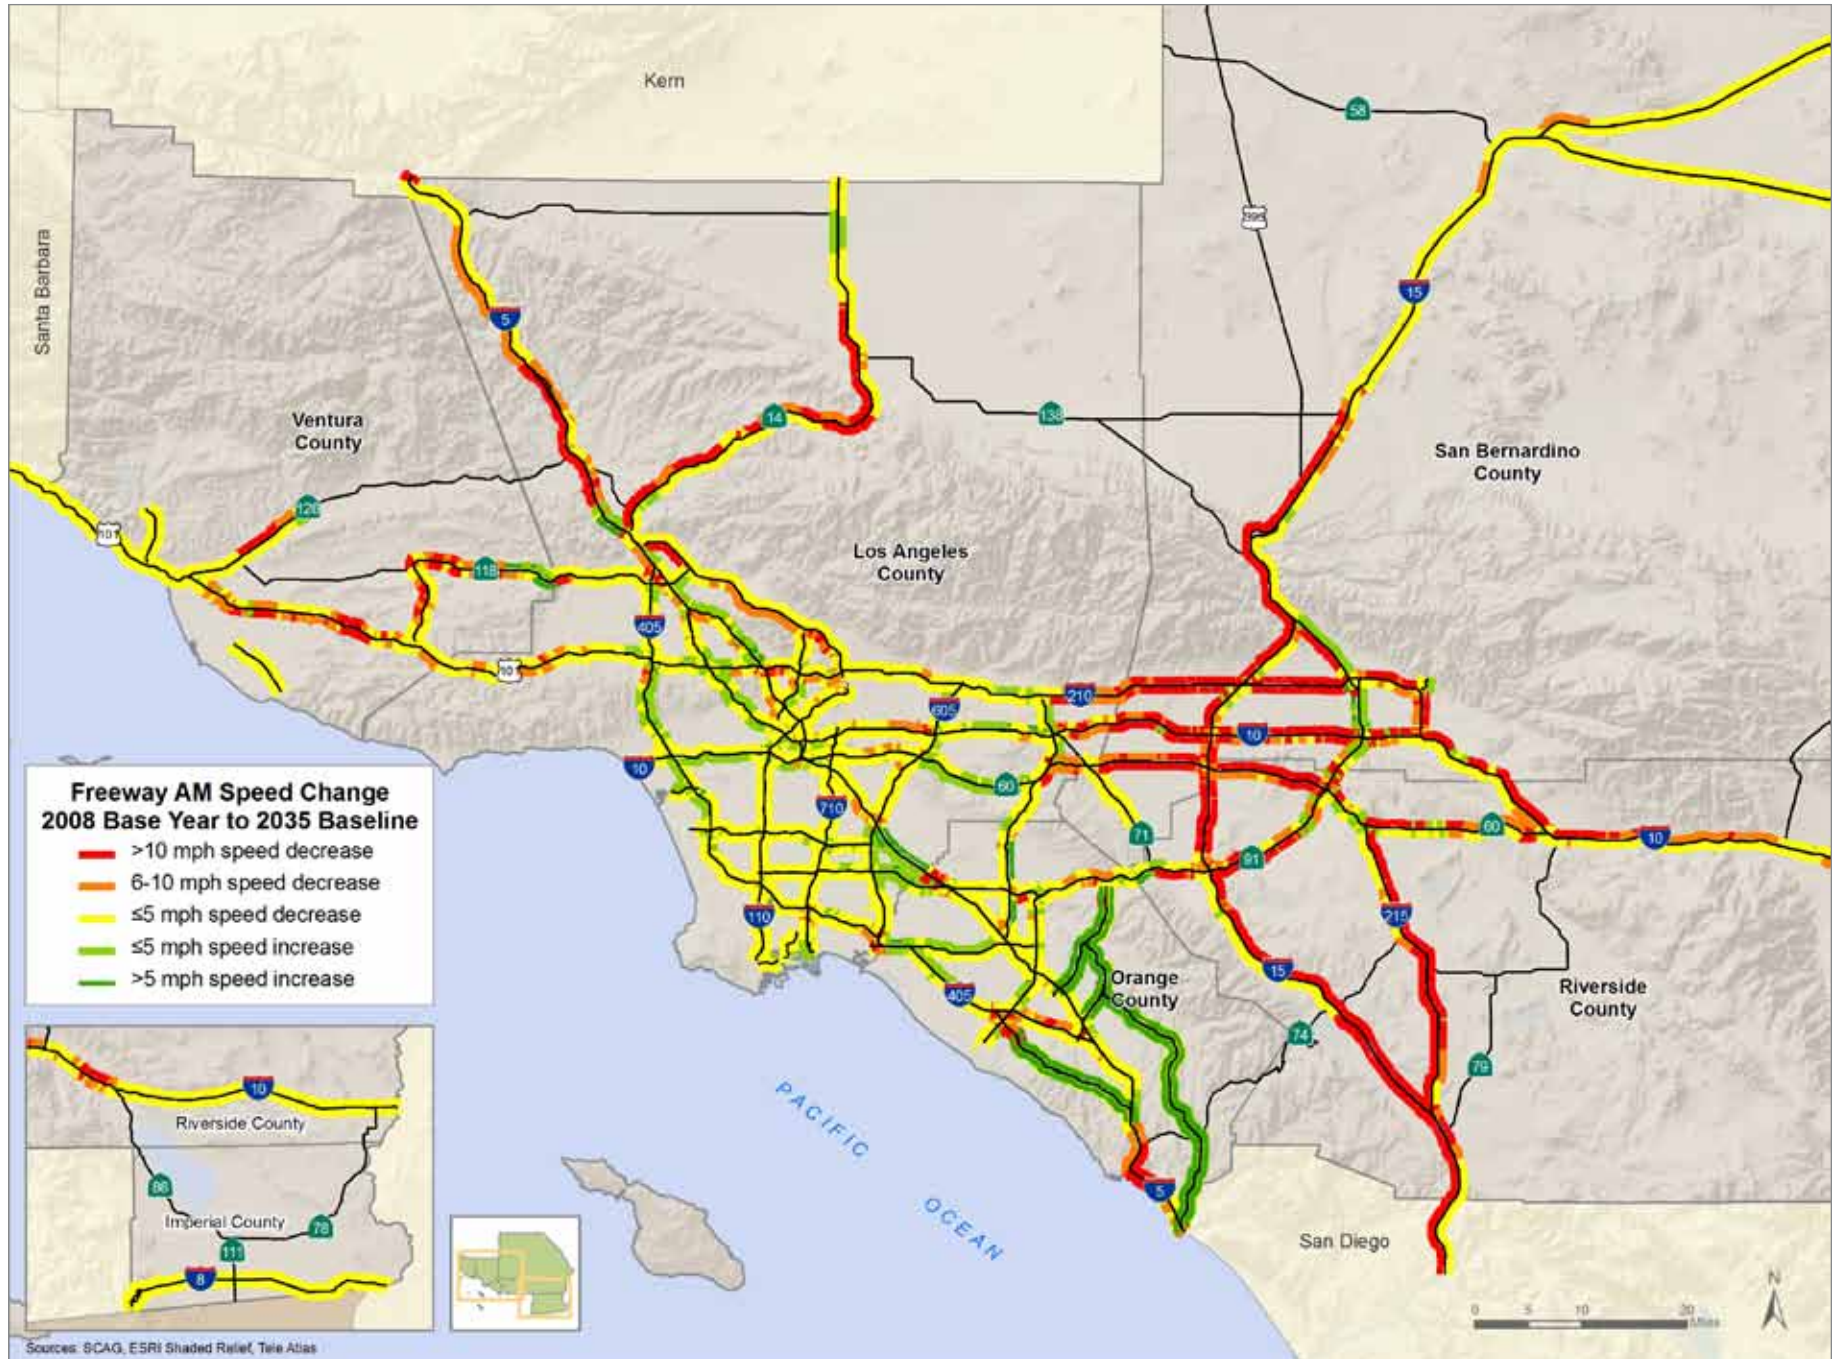 Kern
58
Santa Barbara
395
15
5
Ventura
County
14
138
San Bernardino
County
126
101
Los Angeles
County
118
405
101
210
605
10
10
60
710
71
60
10
91
110
215
Freeway AM Speed Change
2008 Base Year to 2035 Baseline
>10 mph speed decrease
6-10 mph speed decrease
≤5 mph speed decrease
≤5 mph speed increase
>5 mph speed increase
15
Orange
County
405
Riverside
County
74
79
10
Riverside County
86
Imperial County
78
111
8
PACIFIC
OCEAN
5
San Diego
N
0 5 10 20
Miles
Sources: SCAG, ESRI Shaded Relief, Tele Atlas